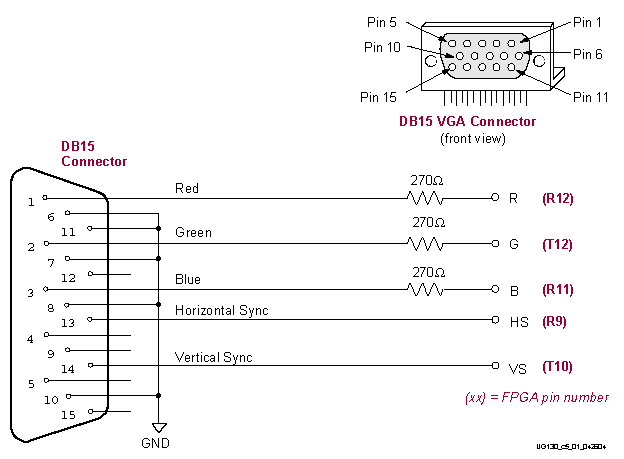 Pin 5
Pin 1
Pin 10
Pin 6
Pin 15
Pin 11
DB15 VGA Connector
(front view)
DB15
Connector
1
Red
270Ω
R
(R12)
6
11
2
Green
270Ω
G
(T12)
7
12
3
Blue
270Ω
B
(R11)
8
13
Horizontal Sync
HS
(R9)
4
9
14
Vertical Sync
VS
(T10)
5
10
15
GND
(xx) = FPGA pin number
UG130_c5_01_042604